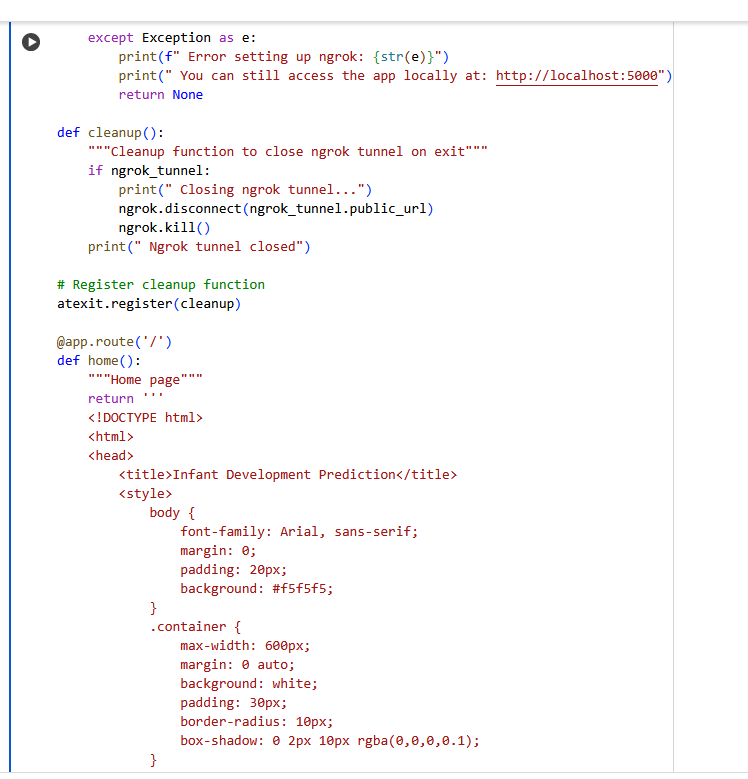 except Exception as e:
        print(f" Error setting up ngrok: {str(e)}")
        print(" You can still access the app locally at: http://localhost:5000")
        return None

def cleanup():
    """Cleanup function to close ngrok tunnel on exit"""
    if ngrok_tunnel:
        print(" Closing ngrok tunnel...")
        ngrok.disconnect(ngrok_tunnel.public_url)
        ngrok.kill()
    print(" Ngrok tunnel closed")

# Register cleanup function
atexit.register(cleanup)

@app.route('/')
def home():
    """Home page"""
    return '''
    <!DOCTYPE html>
    <html>
    <head>
        <title>Infant Development Prediction</title>
        <style>
            body {
                font-family: Arial, sans-serif;
                margin: 0;
                padding: 20px;
                background: #f5f5f5;
            }
            .container {
                max-width: 600px;
                margin: 0 auto;
                background: white;
                padding: 30px;
                border-radius: 10px;
                box-shadow: 0 2px 10px rgba(0,0,0,0.1);
            }